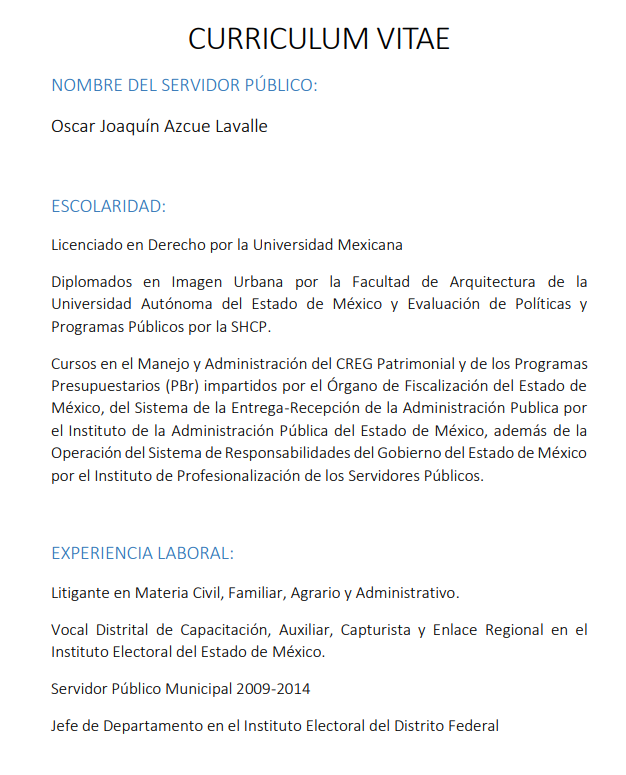 CURRICULUM VITAE
NOMBRE DEL SERVIDOR PÚBLICO:
Oscar Joaquín Azcue Lavalle
ESCOLARIDAD:
Licenciado en Derecho por la Universidad Mexicana
Diplomados en Imagen Urbana por la Facultad de Arquitectura de la
Universidad Autónoma del Estado de México y Evaluación de Políticas y
Programas Públicos por la SHCP.
Cursos en el Manejo y Administración del CREG Patrimonial y de los Programas
Presupuestarios (PBr) impartidos por el Órgano de Fiscalización del Estado de
México, del Sistema de la Entrega-Recepción de la Administración Publica por
el Instituto de la Administración Pública del Estado de México, además de la
Operación del Sistema de Responsabilidades del Gobierno del Estado de México
por el Instituto de Profesionalización de los Servidores Públicos.
EXPERIENCIA LABORAL:
Litigante en Materia Civil, Familiar, Agrario y Administrativo.
Vocal Distrital de Capacitación, Auxiliar, Capturista y Enlace Regional en el
Instituto Electoral del Estado de México.
Servidor Público Municipal 2009-2014
Jefe de Departamento en el Instituto Electoral del Distrito Federal